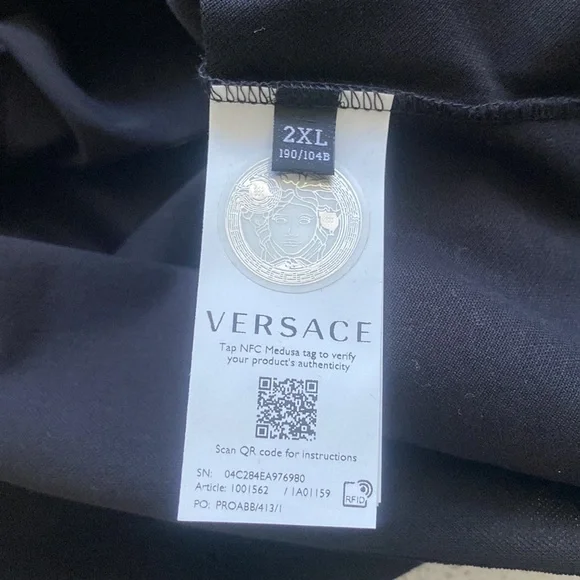 2XL
190/104B
VERSACE
Tap NFC Medusa tag to verify
your product's authenticity
Scan QR code for instructions
SN: 04C284EA976980
Article: 1001562 / 1A01159
PO: PROABB/413/1
RFID